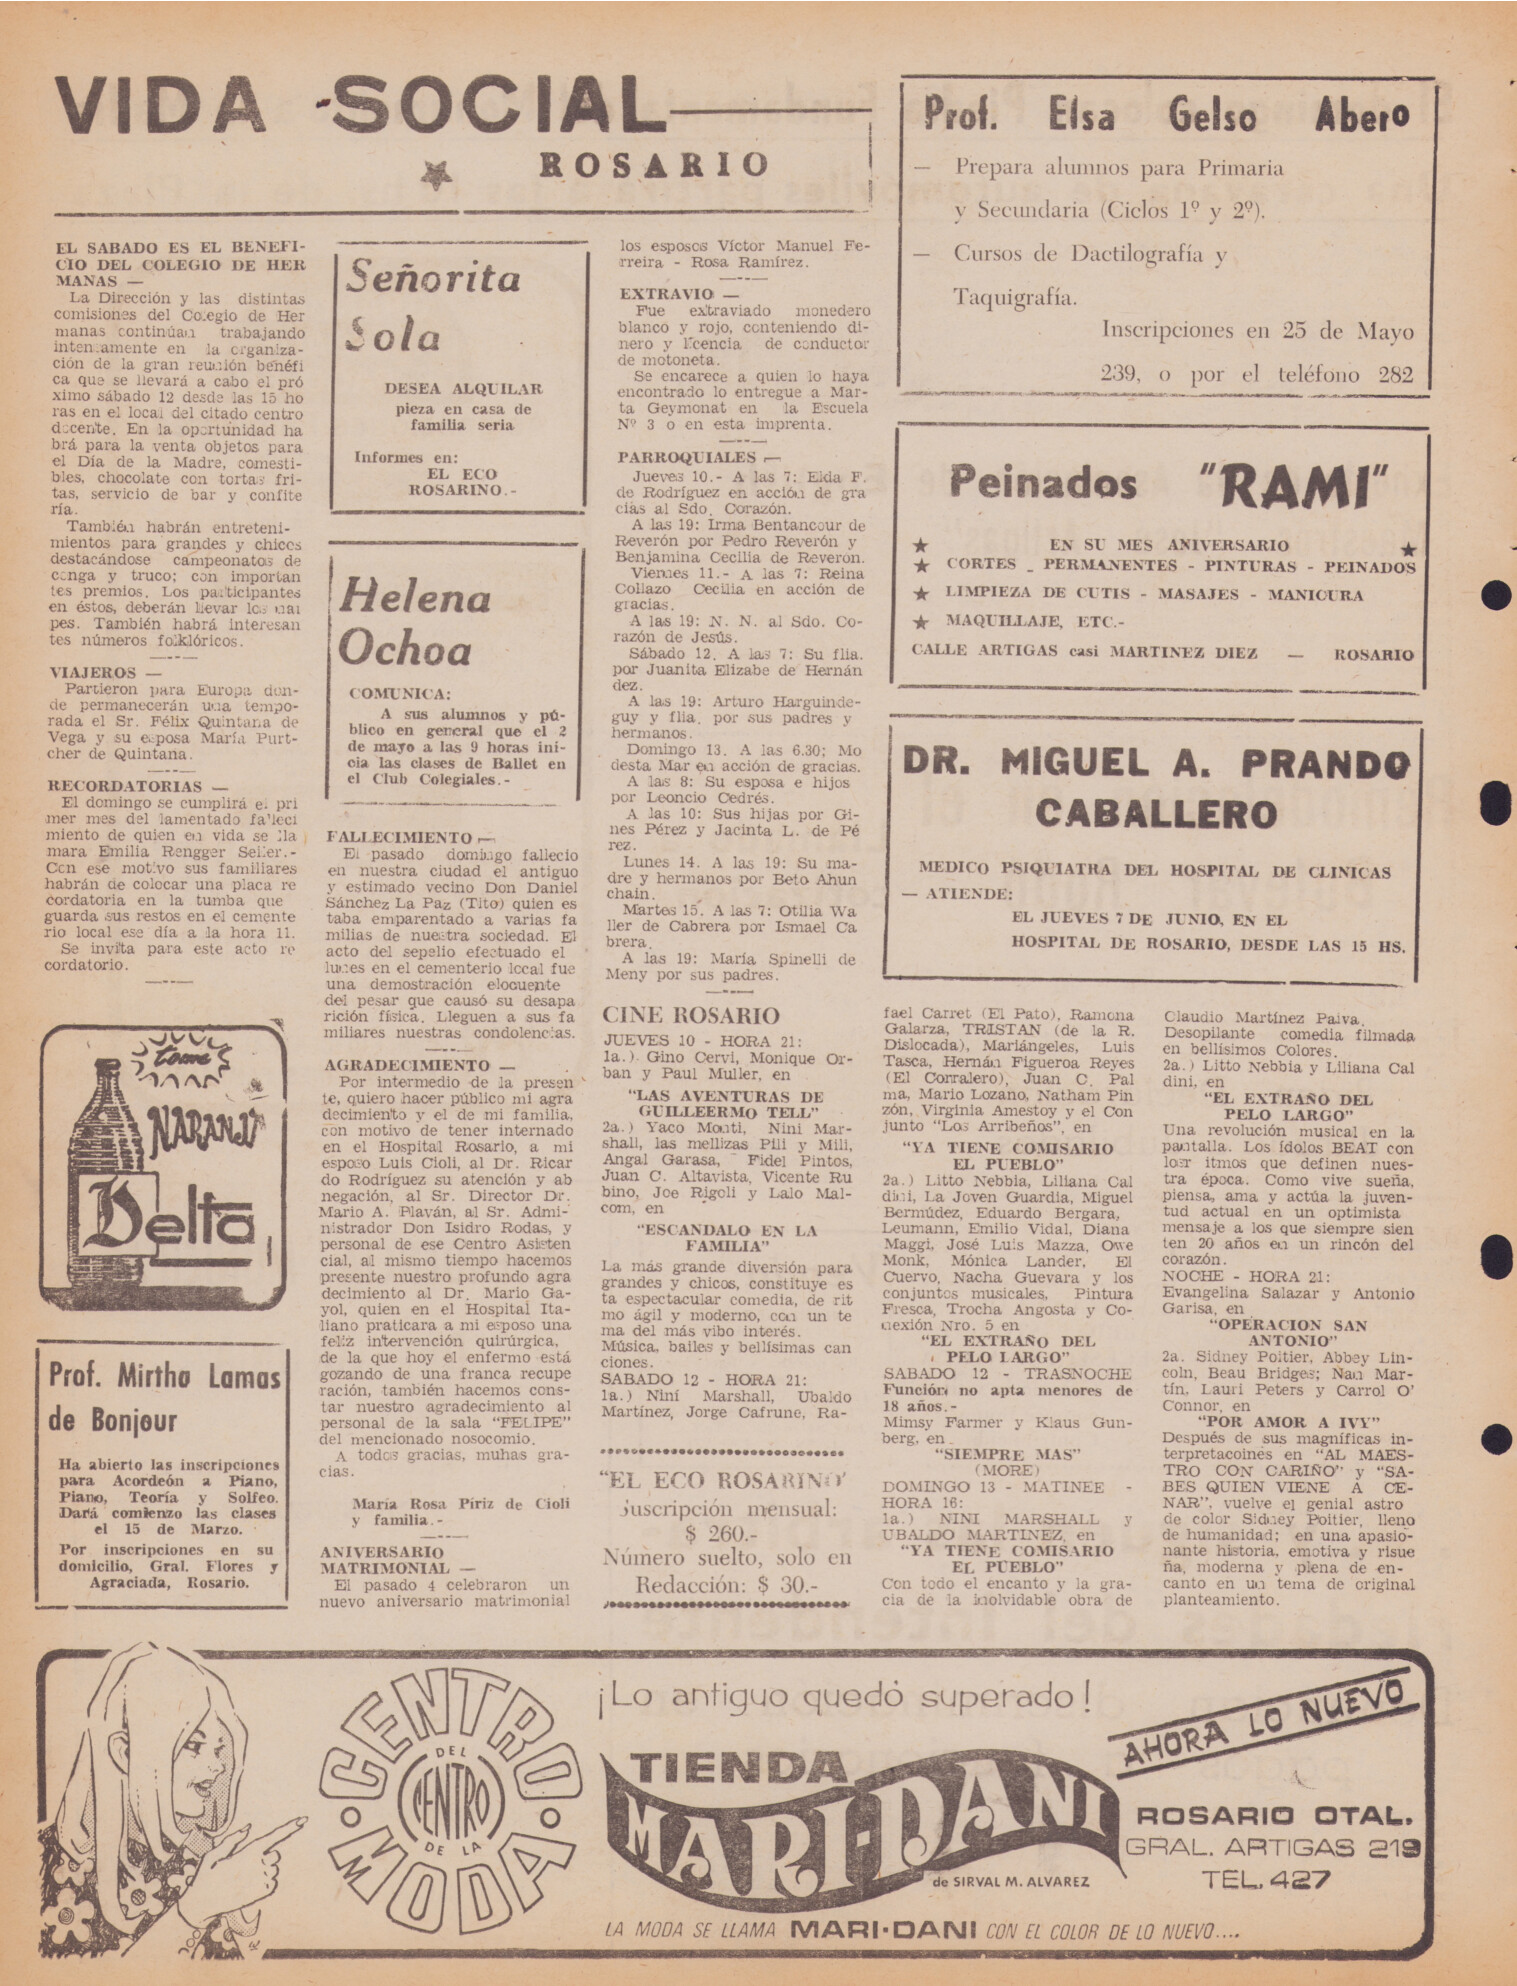 VIDA SOCIAL
ROSARIO
EL SABADO ES EL BENEFI-
CIO DEL COLEGIO DE HER
MANAS —
La Dirección y las distintas
comisiones del Colegio de Her
manas continúan trabajando
intensamente en la organiza-
ción de la gran reunión benéfi
ca que se llevará a cabo el pró
ximo sábado 12 desde las 15 ho
ras en el local del citado centro
docente. En la oportunidad ha
brá para la venta objetos para
el Día de la Madre, comesti-
bles, chocolate con tortas fri-
tas, servicio de bar y confite
ría.
También habrán entreteni-
mientos para grandes y chicos
destacándose campeonatos de
conga y truco; con importan
tes premios. Los participantes
en éstos, deberán llevar los nai
pes. También habrá interesan
tes números folklóricos.
VIAJEROS —
Partieron para Europa don-
de permanecerán una tempo-
rada el Sr. Félix Quintana de
Vega y su esposa María Purt-
cher de Quintana.
RECORDATORIAS —
El domingo se cumplirá el pri
mer mes del lamentado falleci
miento de quien en vida se lla
mara Emilia Rengger Seiler.-
Con ese motivo sus familiares
habrán de colocar una placa re
cordatoria en la tumba que
guarda sus restos en el cemente
rio local ese día a la hora 11.
Se invita para este acto re
cordatorio.
tome
NARANJA
Delta
Prof. Mirtha Lamas
de Bonjour
Ha abierto las inscripciones
para Acordeón a Piano,
Piano, Teoría y Solfeo.
Dará comienzo las clases
el 15 de Marzo.
Por inscripciones en su
domicilio, Gral. Flores y
Agraciada, Rosario.
Señorita
Sola
DESEA ALQUILAR
pieza en casa de
familia seria
Informes en:
EL ECO
ROSARINO.-
Helena
Ochoa
COMUNICA:
A sus alumnos y pú-
blico en general que el 2
de mayo a las 9 horas ini-
cia las clases de Ballet en
el Club Colegiales.-
FALLECIMIENTO —
El pasado domingo fallecio
en nuestra ciudad el antiguo
y estimado vecino Don Daniel
Sánchez La Paz (Tito) quien es
taba emparentado a varias fa
milias de nuestra sociedad. El
acto del sepelio efectuado el
lunes en el cementerio local fue
una demostración elocuente
del pesar que causó su desapa
rición física. Lleguen a sus fa
miliares nuestras condolencias.
AGRADECIMIENTO —
Por intermedio de la presen
te, quiero hacer público mi agra
decimiento y el de mi familia,
con motivo de tener internado
en el Hospital Rosario, a mi
esposo Luis Cioli, al Dr. Ricar
do Rodríguez su atención y ab
negación, al Sr. Director Dr.
Mario A. Plaván, al Sr. Admi-
nistrador Don Isidro Rodas, y
personal de ese Centro Asisten
cial, al mismo tiempo hacemos
presente nuestro profundo agra
decimiento al Dr. Mario Ga-
yol, quien en el Hospital Ita-
liano praticara a mi esposo una
feliz intervención quirúrgica,
de la que hoy el enfermo está
gozando de una franca recupe
ración, también hacemos cons-
tar nuestro agradecimiento al
personal de la sala "FELIPE"
del mencionado nosocomio.
A todos gracias, muhas gra-
cias.
María Rosa Píriz de Cioli
y familia.-
ANIVERSARIO
MATRIMONIAL —
El pasado 4 celebraron un
nuevo aniversario matrimonial
los esposos Víctor Manuel Fe-
rreira - Rosa Ramírez.
EXTRAVIO —
Fue extraviado monedero
blanco y rojo, conteniendo di-
nero y licencia de conductor
de motoneta.
Se encarece a quien lo haya
encontrado lo entregue a Mar-
ta Geymonat en la Escuela
Nº 3 o en esta imprenta.
PARROQUIALES —
Jueves 10.- A las 7: Elda F.
de Rodríguez en acción de gra
cias al Sdo. Corazón.
A las 19: Irma Bentancour de
Reverón por Pedro Reverón y
Benjamina Cecilia de Reverón.
Viernes 11.- A las 7: Reina
Collazo Cecilia en acción de
gracias.
A las 19: N. N. al Sdo. Co-
razón de Jesús.
Sábado 12. A las 7: Su flia.
por Juanita Elizabe de Hernán
dez.
A las 19: Arturo Harguinde-
guy y flia. por sus padres y
hermanos.
Domingo 13. A las 6.30; Mo
desta Mar en acción de gracias.
A las 8: Su esposa e hijos
por Leoncio Cedrés.
A las 10: Sus hijas por Gi-
nes Pérez y Jacinta L. de Pé
rez.
Lunes 14. A las 19: Su ma-
dre y hermanos por Beto Ahun
chain.
Martes 15. A las 7: Otilia Wa
ller de Cabrera por Ismael Ca
brera.
A las 19: María Spinelli de
Meny por sus padres.
CINE ROSARIO
JUEVES 10 - HORA 21:
1a.) Gino Cervi, Monique Or-
ban y Paul Muller, en
"LAS AVENTURAS DE
GUILLEERMO TELL"
2a.) Yaco Monti, Nini Mar-
shall, las mellizas Pili y Mili,
Angal Garasa, Fidel Pintos,
Juan C. Altavista, Vicente Ru
bino, Joe Rigoli y Lalo Mal-
com, en
"ESCANDALO EN LA
FAMILIA"
La más grande diversión para
grandes y chicos, constituye es
ta espectacular comedia, de rit
mo ágil y moderno, con un te
ma del más vibo interés.
Música, bailes y bellísimas can
ciones.
SABADO 12 - HORA 21:
1a.) Niní Marshall, Ubaldo
Martínez, Jorge Cafrune, Ra-
"EL ECO ROSARINO"
Suscripción mensual:
$ 260.-
Número suelto, solo en
Redacción: $ 30.-
Prof. Elsa Gelso Abero
— Prepara alumnos para Primaria
y Secundaria (Ciclos 1º y 2º).
— Cursos de Dactilografía y
Taquigrafía.
Inscripciones en 25 de Mayo
239, o por el teléfono 282
Peinados "RAMI"
EN SU MES ANIVERSARIO
CORTES - PERMANENTES - PINTURAS - PEINADOS
LIMPIEZA DE CUTIS - MASAJES - MANICURA
MAQUILLAJE, ETC.-
CALLE ARTIGAS casi MARTINEZ DIEZ — ROSARIO
DR. MIGUEL A. PRANDO
CABALLERO
MEDICO PSIQUIATRA DEL HOSPITAL DE CLINICAS
— ATIENDE:
EL JUEVES 7 DE JUNIO, EN EL
HOSPITAL DE ROSARIO, DESDE LAS 15 HS.
fael Carret (El Pato), Ramona
Galarza, TRISTAN (de la R.
Dislocada), Mariángeles, Luis
Tasca, Hernán Figueroa Reyes
(El Corralero), Juan C. Pal
ma, Mario Lozano, Natham Pin
zón, Virginia Amestoy y el Con
junto "Los Arribeños", en
"YA TIENE COMISARIO
EL PUEBLO"
2a.) Litto Nebbia, Liliana Cal
dini, La Joven Guardia, Miguel
Bermúdez, Eduardo Bergara,
Leumann, Emilio Vidal, Diana
Maggi, José Luis Mazza, Owe
Monk, Mónica Lander, El
Cuervo, Nacha Guevara y los
conjuntos musicales, Pintura
Fresca, Trocha Angosta y Co-
nexión Nro. 5 en
"EL EXTRAÑO DEL
PELO LARGO"
SABADO 12 - TRASNOCHE
Función no apta menores de
18 años.-
Mimsy Farmer y Klaus Gun-
berg, en
"SIEMPRE MAS"
(MORE)
DOMINGO 13 - MATINEE -
HORA 16:
1a.) NINI MARSHALL y
UBALDO MARTINEZ, en
"YA TIENE COMISARIO
EL PUEBLO"
Con todo el encanto y la gra-
cia de la inolvidable obra de
Claudio Martínez Paiva.
Desopilante comedia filmada
en bellísimos Colores.
2a.) Litto Nebbia y Liliana Cal
dini, en
"EL EXTRAÑO DEL
PELO LARGO"
Una revolución musical en la
pantalla. Los ídolos BEAT con
losr itmos que definen nues-
tra época. Como vive sueña,
piensa, ama y actúa la juven-
tud actual en un optimista
mensaje a los que siempre sien
ten 20 años en un rincón del
corazón.
NOCHE - HORA 21:
Evangelina Salazar y Antonio
Garisa, en
"OPERACION SAN
ANTONIO"
2a. Sidney Poitier, Abbey Lin-
coln, Beau Bridges; Nan Mar-
tín, Lauri Peters y Carrol O'
Connor, en
"POR AMOR A IVY"
Después de sus magníficas in-
terpretacoines en "AL MAES-
TRO CON CARIÑO" y "SA-
BES QUIEN VIENE A CE-
NAR", vuelve el genial astro
de color Sidney Poitier, lleno
de humanidad; en una apasio-
nante historia, emotiva y risue
ña, moderna y plena de en-
canto en un tema de original
planteamiento.
CENTRO
DEL
CENTRO
DE LA
MODA
¡Lo antiguo quedó superado!
TIENDA
MARI-DANI
de SIRVAL M. ALVAREZ
AHORA LO NUEVO
ROSARIO OTAL.
GRAL. ARTIGAS 219
TEL. 427
LA MODA SE LLAMA MARI-DANI CON EL COLOR DE LO NUEVO....